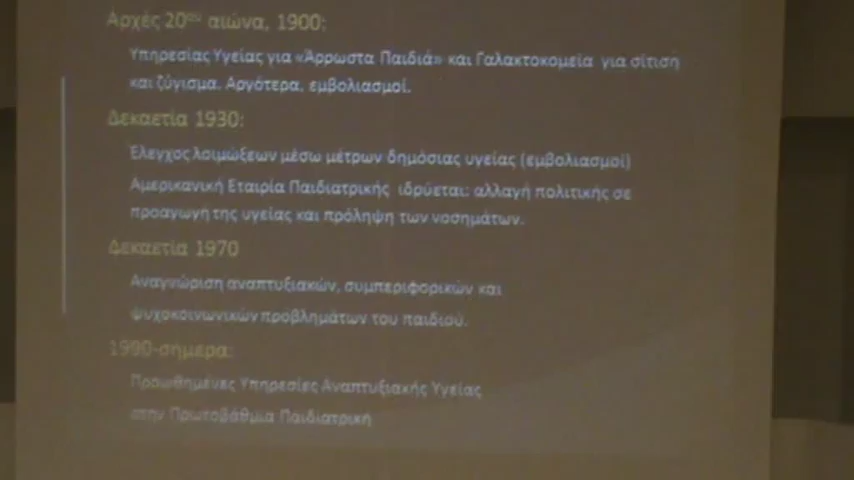 Αρχές 20ου αιώνα, 1900:
Υπηρεσίας Υγείας για «Άρρωστα Παιδιά» και Γαλακτοκομεία για σίτιση
και ζύγισμα. Αργότερα, εμβολιασμοί.
Δεκαετία 1930:
Έλεγχος λοιμώξεων μέσω μέτρων δημόσιας υγείας (εμβολιασμοί)
Αμερικανική Εταιρία Παιδιατρικής ιδρύεται: αλλαγή πολιτικής σε
προαγωγή της υγείας και πρόληψη των νοσημάτων.
Δεκαετία 1970
Αναγνώριση αναπτυξιακών, συμπεριφορικών και
ψυχοκοινωνικών προβλημάτων του παιδιού.
1990-σήμερα:
Προωθημένες Υπηρεσίες Αναπτυξιακής Υγείας
στην Πρωτοβάθμια Παιδιατρική